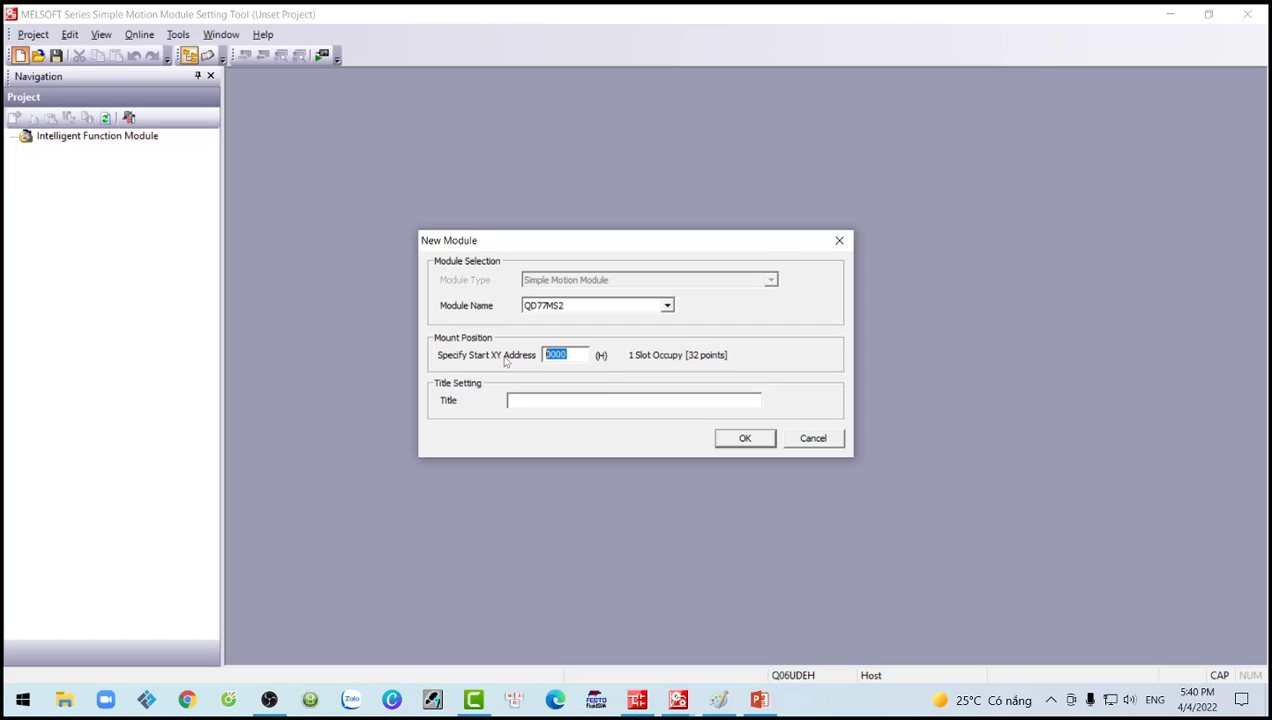 MELSOFT Series Simple Motion Module Setting Tool (Unset Project)
Project Edit View Online Tools Window Help
Navigation
Project
Intelligent Function Module
New Module
Module Selection
Module Type Simple Motion Module
Module Name QD77MS2
Mount Position
Specify Start XY Address 0000 (H) 1 Slot Occupy [32 points]
Title Setting
Title
OK Cancel
Q06UDEH Host CAP NUM
Zalo FESTO 25°C Có nắng ENG 5:40 PM
4/4/2022